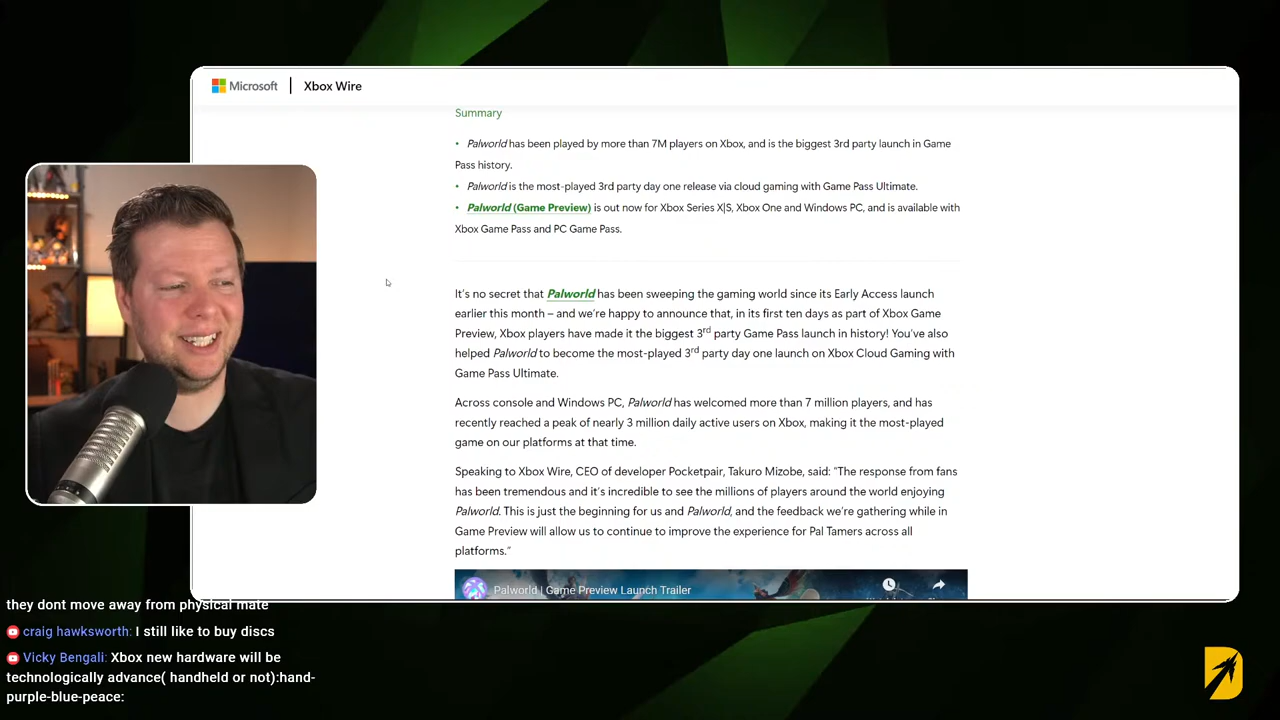 Microsoft | Xbox Wire
Summary
• Palworld has been played by more than 7M players on Xbox, and is the biggest 3rd party launch in Game
Pass history.
• Palworld is the most-played 3rd party day one release via cloud gaming with Game Pass Ultimate.
• Palworld (Game Preview) is out now for Xbox Series X|S, Xbox One and Windows PC, and is available with
Xbox Game Pass and PC Game Pass.
It's no secret that Palworld has been sweeping the gaming world since its Early Access launch
earlier this month – and we're happy to announce that, in its first ten days as part of Xbox Game
Preview, Xbox players have made it the biggest 3rd party Game Pass launch in history! You've also
helped Palworld to become the most-played 3rd party day one launch on Xbox Cloud Gaming with
Game Pass Ultimate.
Across console and Windows PC, Palworld has welcomed more than 7 million players, and has
recently reached a peak of nearly 3 million daily active users on Xbox, making it the most-played
game on our platforms at that time.
Speaking to Xbox Wire, CEO of developer Pocketpair, Takuro Mizobe, said: "The response from fans
has been tremendous and it's incredible to see the millions of players around the world enjoying
Palworld. This is just the beginning for us and Palworld, and the feedback we're gathering while in
Game Preview will allow us to continue to improve the experience for Pal Tamers across all
platforms."
Palworld | Game Preview Launch Trailer
they dont move away from physical mate
craig hawksworth: I still like to buy discs
Vicky Bengali: Xbox new hardware will be
technologically advance( handheld or not):hand-
purple-blue-peace: